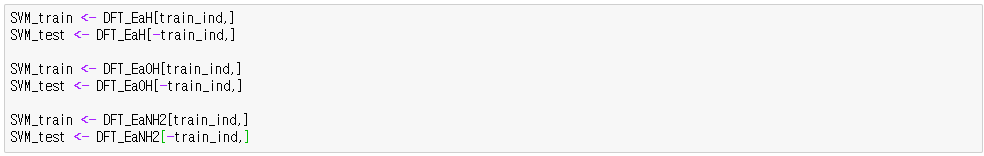 SVM_train <- DFT_EaH[train_ind,]
SVM_test <- DFT_EaH[-train_ind,]
SVM_train <- DFT_EaOH[train_ind,]
SVM_test <- DFT_EaOH[-train_ind,]
SVM_train <- DFT_EaNH2[train_ind,]
SVM_test <- DFT_EaNH2[-train_ind,]